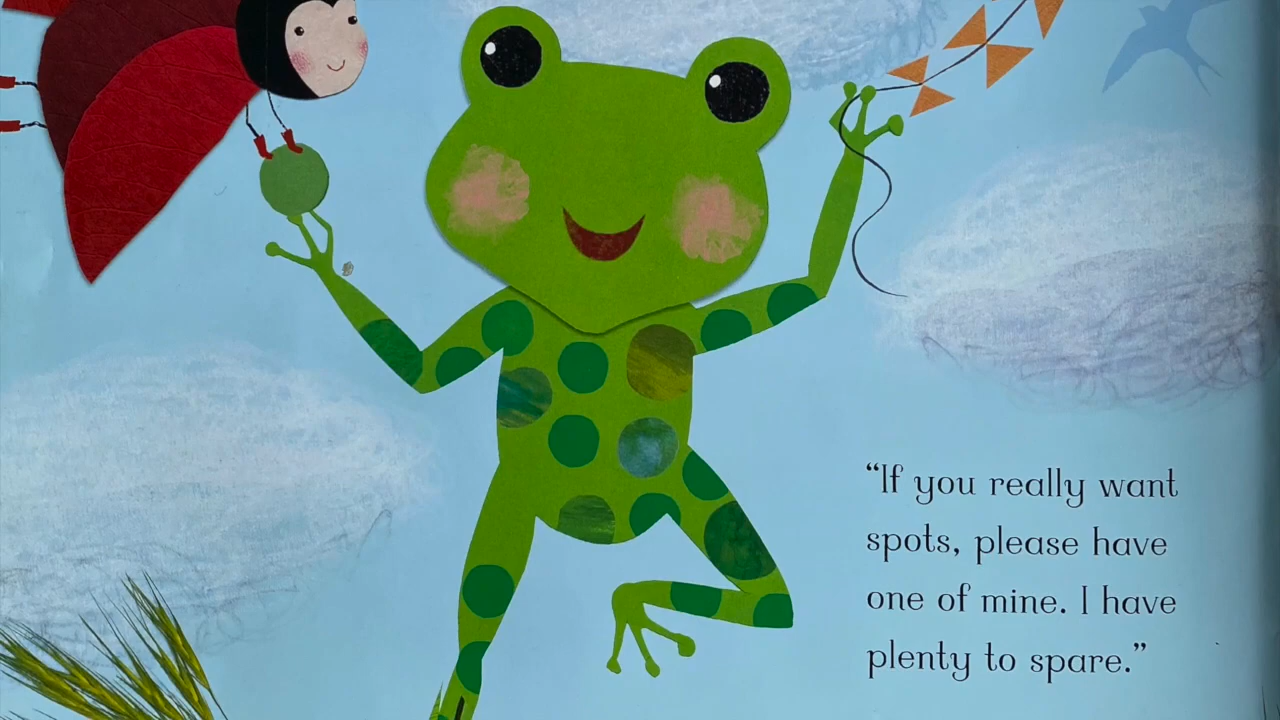 “If you really want
spots, please have
one of mine. I have
plenty to spare.”